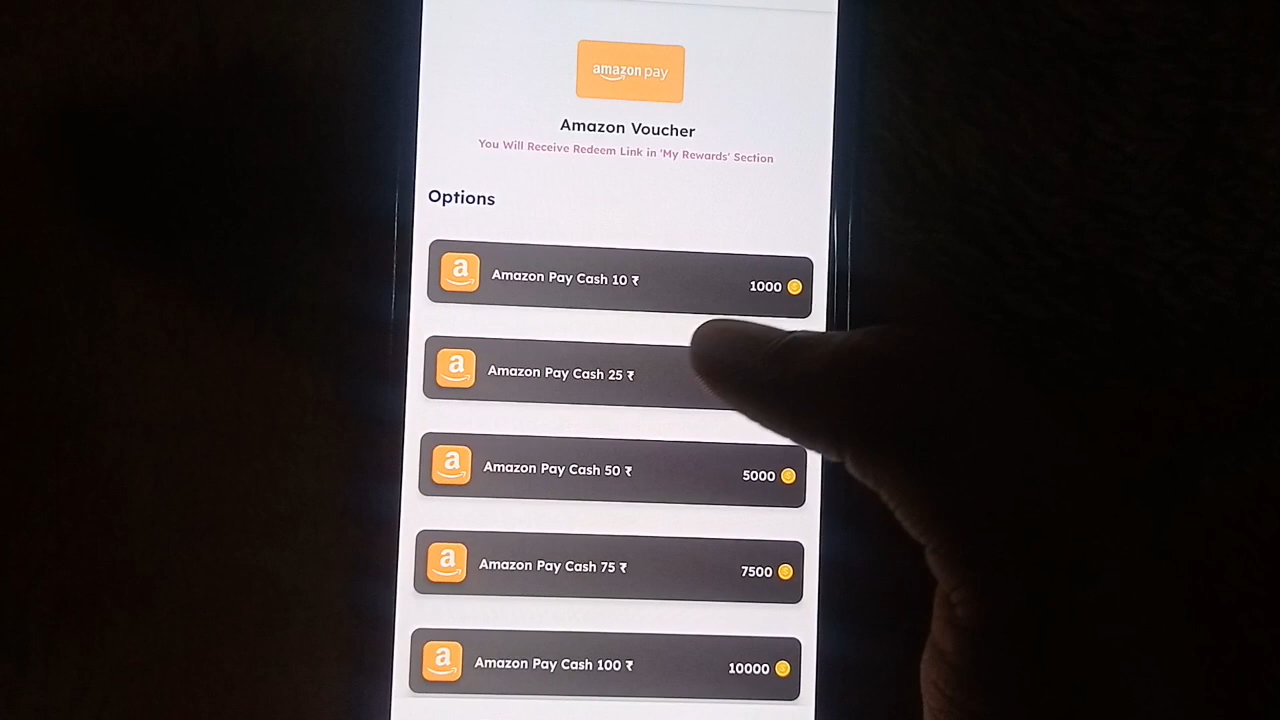 amazon pay
Amazon Voucher
You Will Receive Redeem Link in 'My Rewards' Section
Options
a Amazon Pay Cash 10 ₹ 1000
a Amazon Pay Cash 25 ₹
a Amazon Pay Cash 50 ₹ 5000
a Amazon Pay Cash 75 ₹ 7500
a Amazon Pay Cash 100 ₹ 10000